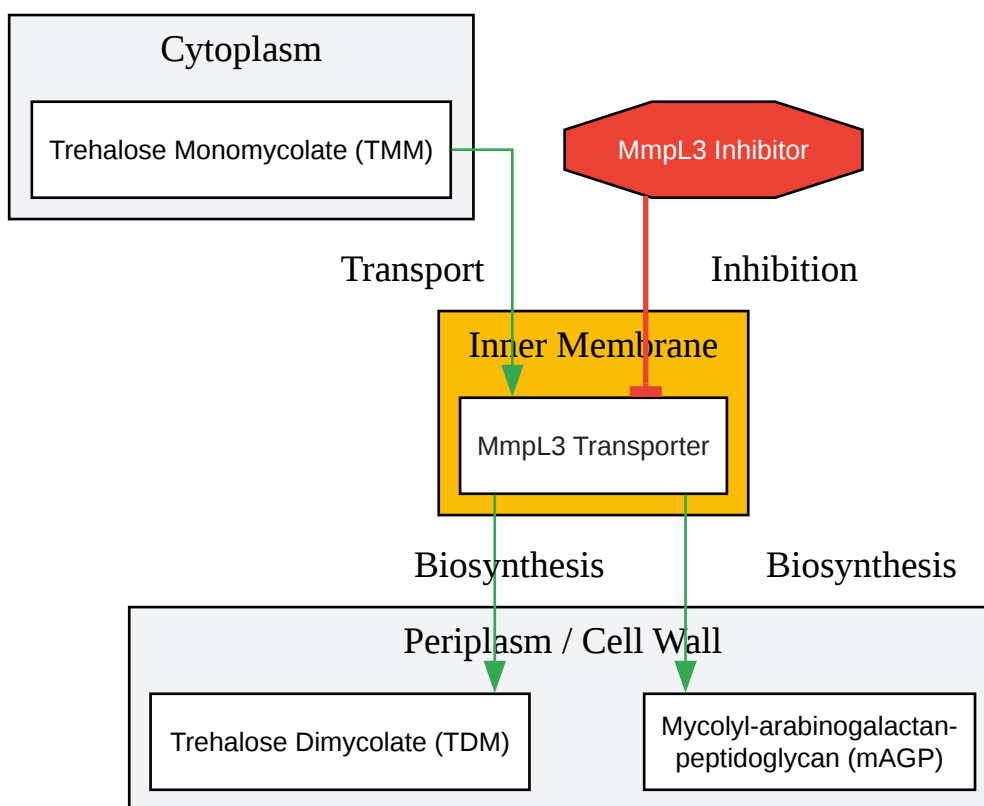 Cytoplasm
Trehalose Monomycolate (TMM)
MmpL3 Inhibitor
Transport
Inhibition
Inner Membrane
MmpL3 Transporter
Biosynthesis
Biosynthesis
Periplasm / Cell Wall
Trehalose Dimycolate (TDM)
Mycolyl-arabinogalactan-
peptidoglycan (mAGP)